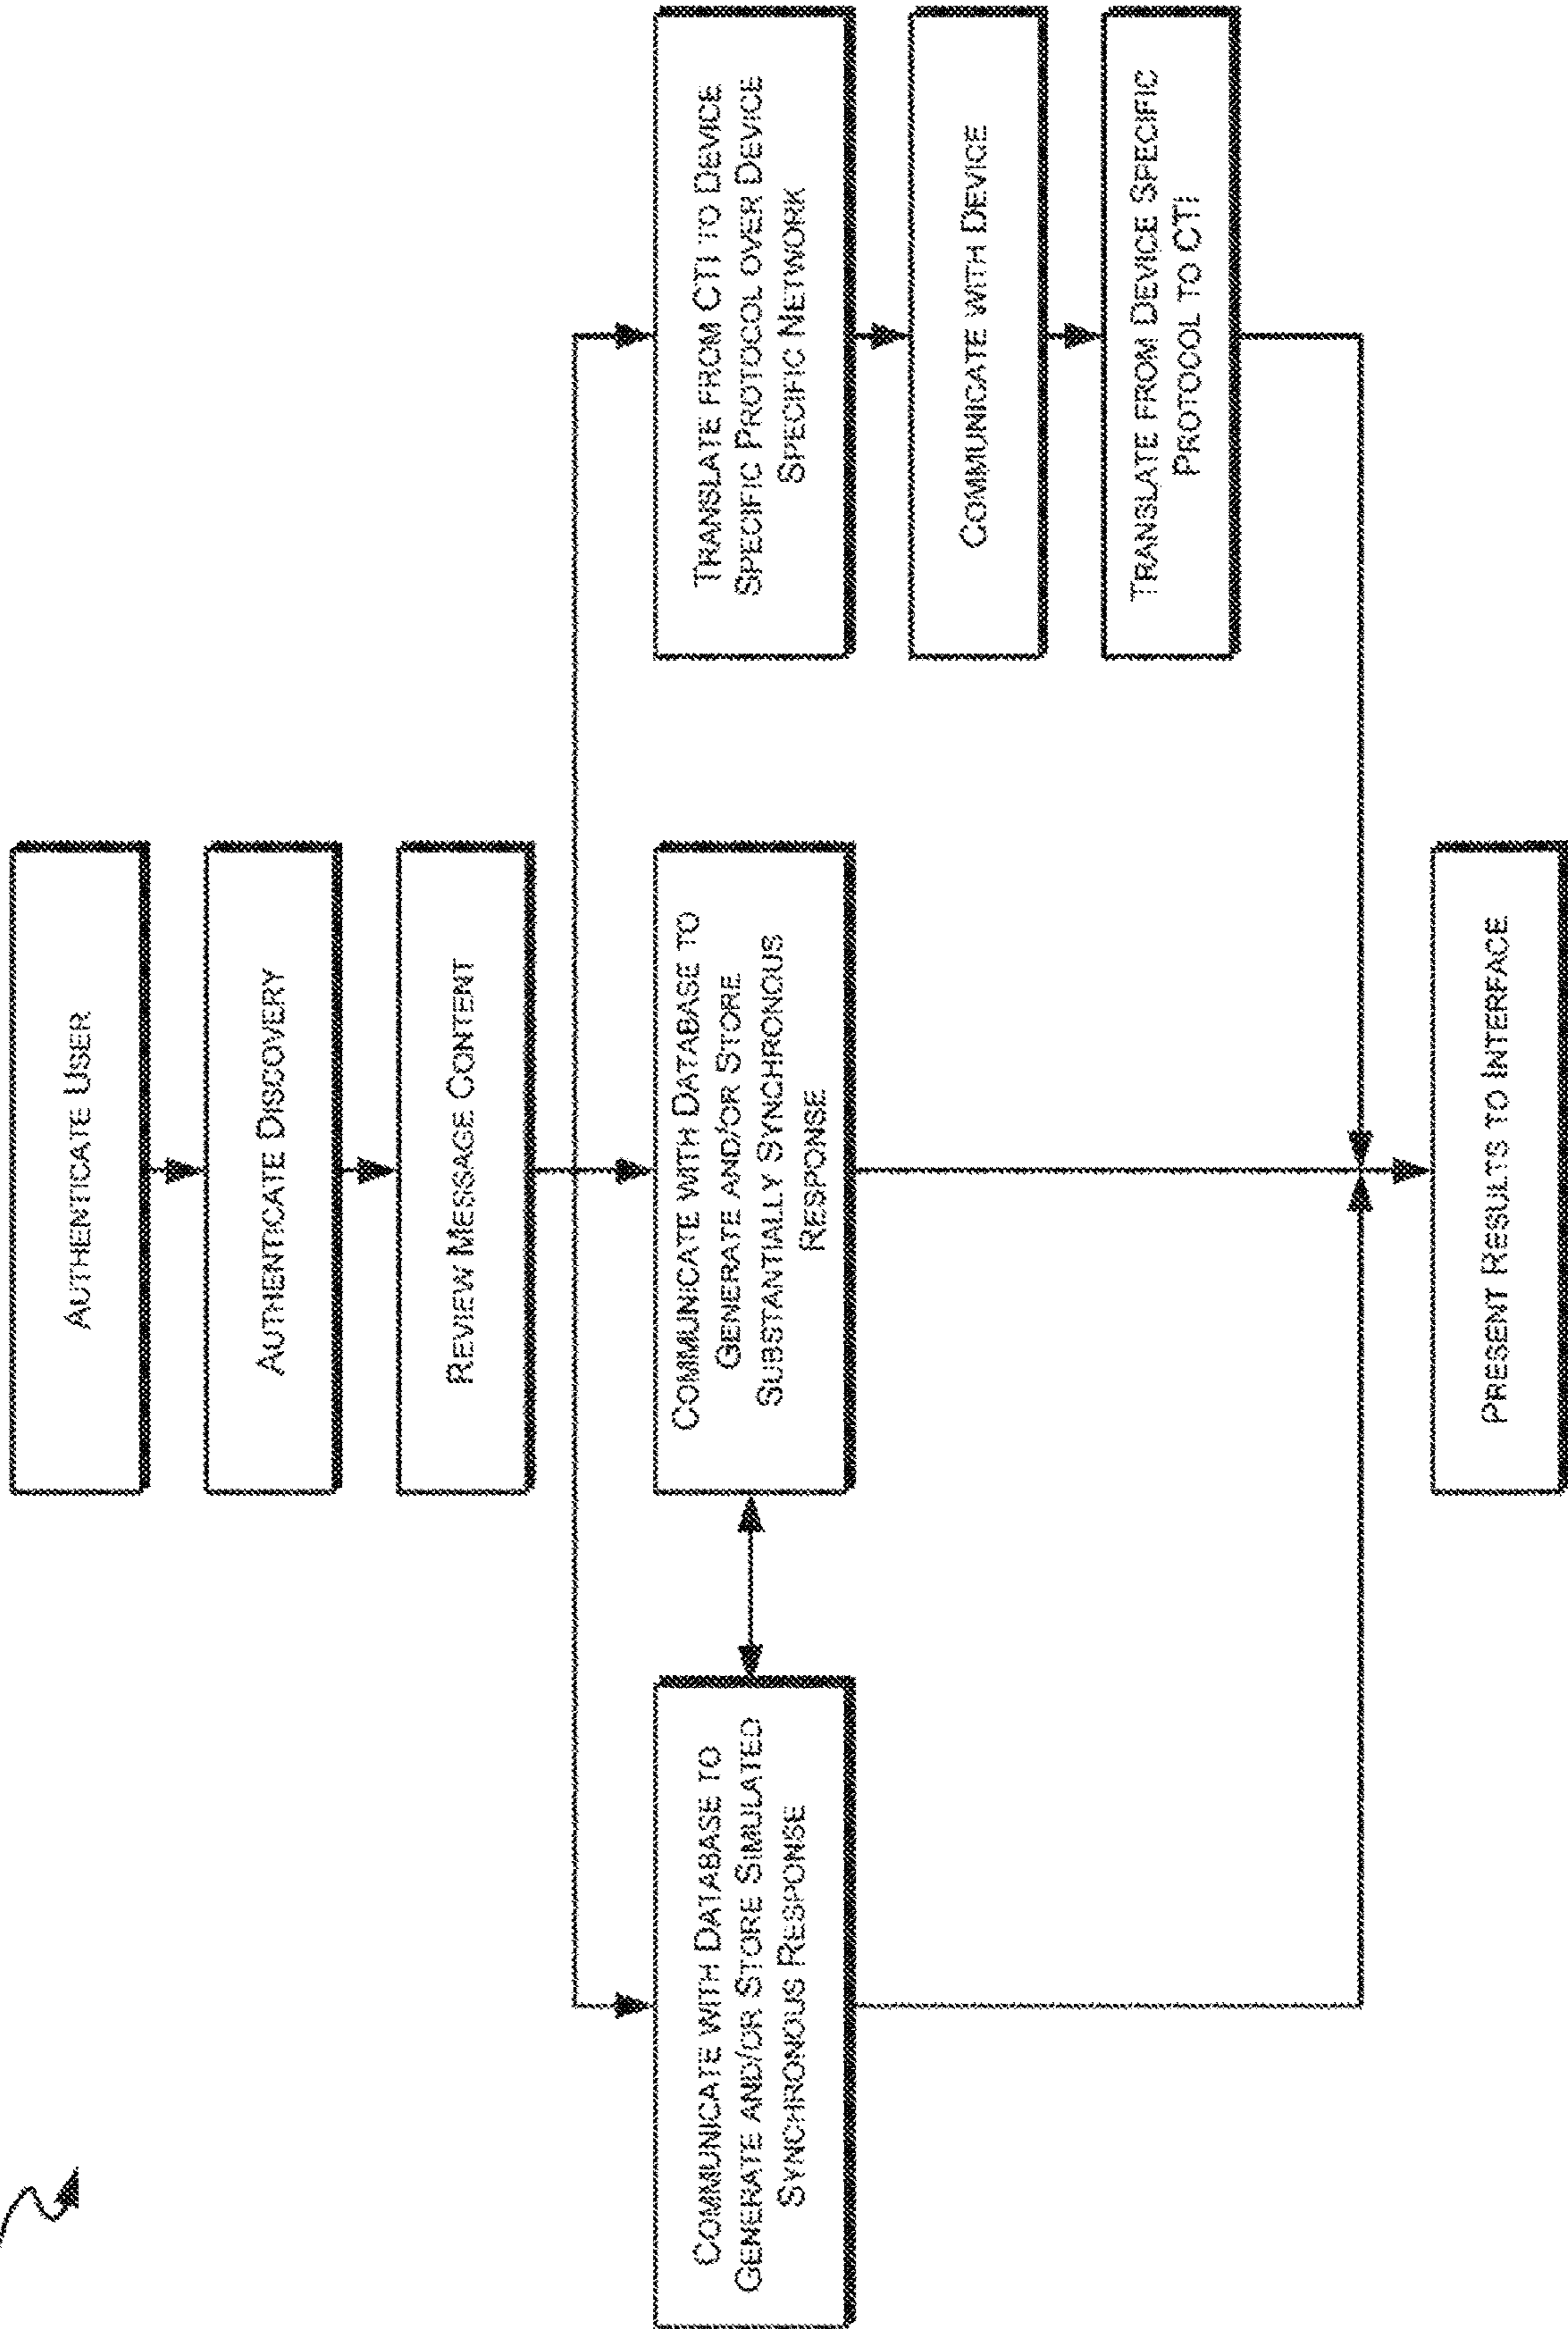 AUTHENTICATE USER
AUTHENTICATE DISCOVERY
REVIEW MESSAGE CONTENT
COMMUNICATE WITH DATABASE TO
GENERATE AND/OR STORE SIMULATED
SYNCHRONOUS RESPONSE
COMMUNICATE WITH DATABASE TO
GENERATE AND/OR STORE
SUBSTANTIALLY SYNCHRONOUS
RESPONSE
TRANSLATE FROM CTI TO DEVICE
SPECIFIC PROTOCOL OVER DEVICE
SPECIFIC NETWORK
COMMUNICATE WITH DEVICE
TRANSLATE FROM DEVICE SPECIFIC
PROTOCOL TO CTI
PRESENT RESULTS TO INTERFACE